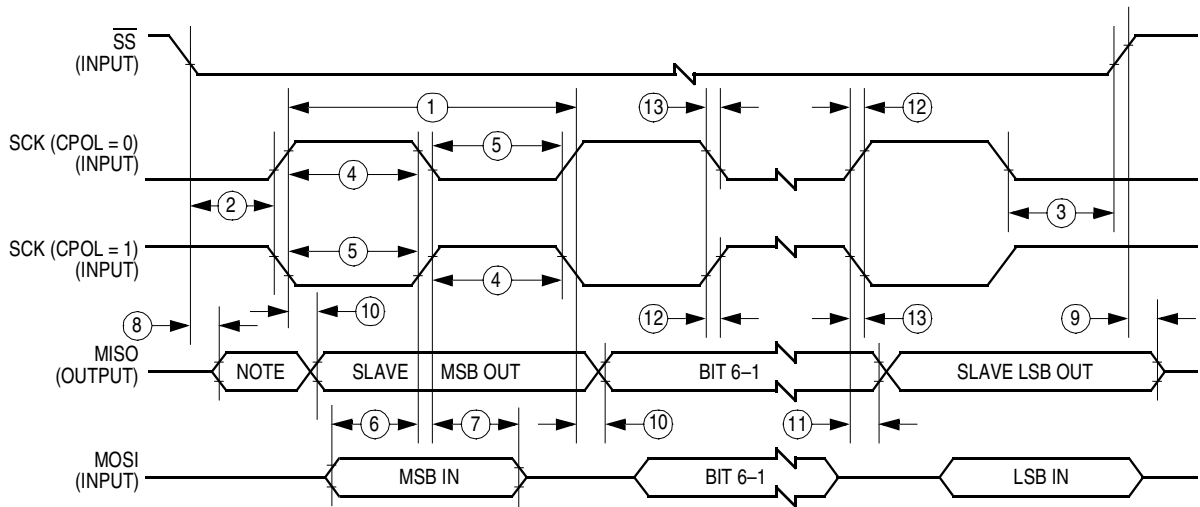 SS
(INPUT)
1
13
12
SCK (CPOL = 0)
(INPUT)
5
4
2
3
SCK (CPOL = 1)
(INPUT)
5
4
10
12
13
8
9
MISO
(OUTPUT)
NOTE
SLAVE MSB OUT
BIT 6–1
SLAVE LSB OUT
6
7
10
11
MOSI
(INPUT)
MSB IN
BIT 6–1
LSB IN